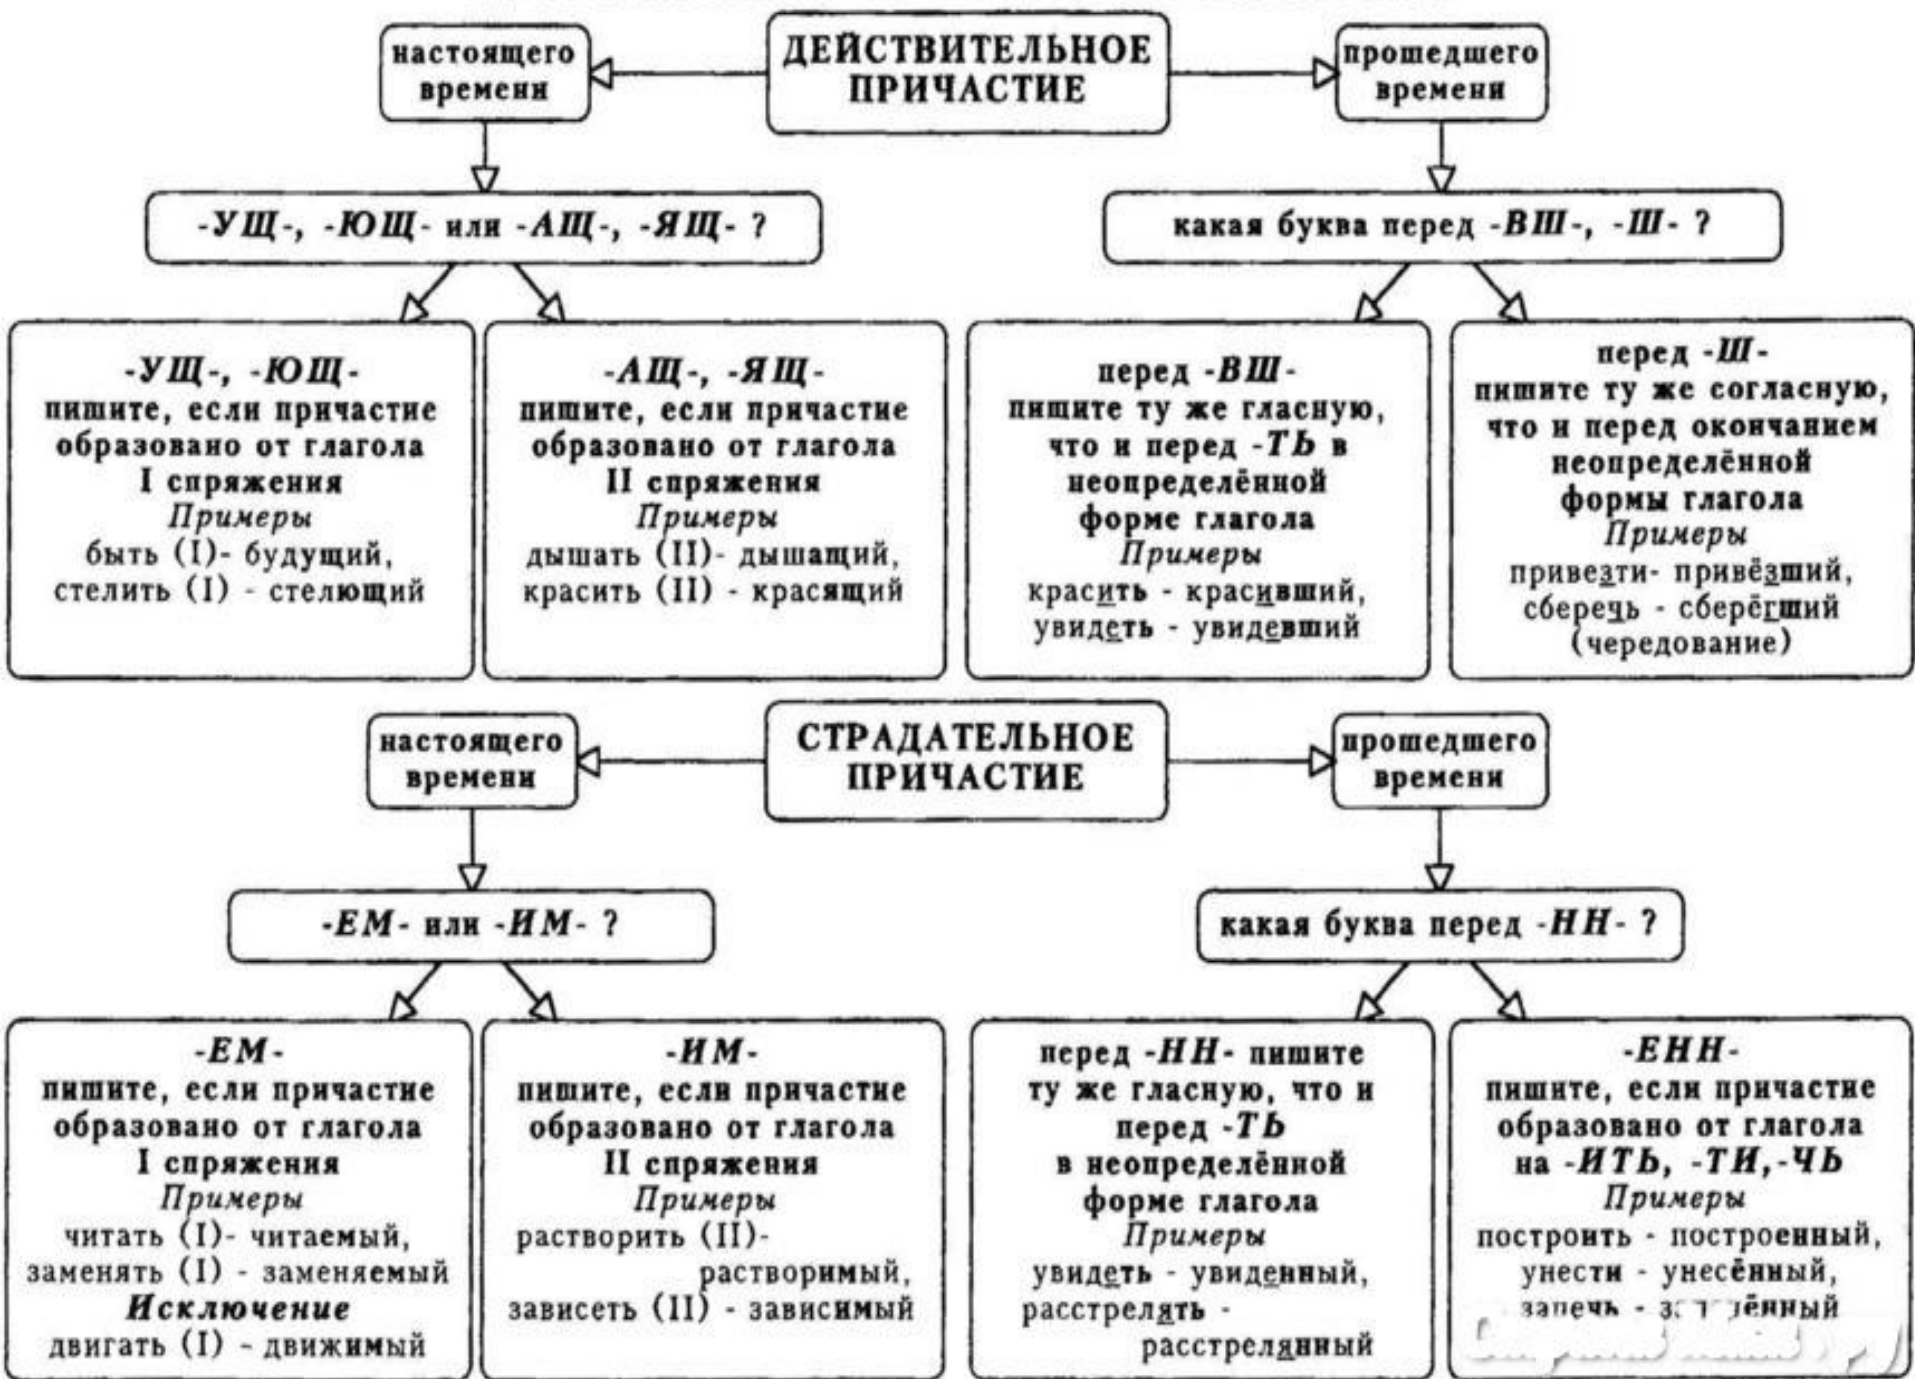 ДЕЙСТВИТЕЛЬНОЕ
ПРИЧАСТИЕ
настоящего
времени
прошедшего
времени
-УЩ-, -ЮЩ- или -АЩ-, -ЯЩ- ?
какая буква перед -ВШ-, -Ш- ?
-УЩ-, -ЮЩ-
пишите, если причастие
образовано от глагола
I спряжения
Примеры
быть (I)- будущий,
стелить (I) - стелющий
-АЩ-, -ЯЩ-
пишите, если причастие
образовано от глагола
II спряжения
Примеры
дышать (II)- дышащий,
красить (II) - красящий
перед -ВШ-
пишите ту же гласную,
что и перед -ТЬ в
неопределённой
форме глагола
Примеры
красить - красивший,
увидеть - увидевший
перед -Ш-
пишите ту же согласную,
что и перед окончанием
неопределённой
формы глагола
Примеры
привезти- привёзший,
сберечь - сберёгший
(чередование)
СТРАДАТЕЛЬНОЕ
ПРИЧАСТИЕ
настоящего
времени
прошедшего
времени
-ЕМ- или -ИМ- ?
какая буква перед -НН- ?
-ЕМ-
пишите, если причастие
образовано от глагола
I спряжения
Примеры
читать (I)- читаемый,
заменять (I) - заменяемый
Исключение
двигать (I) - движимый
-ИМ-
пишите, если причастие
образовано от глагола
II спряжения
Примеры
растворить (II)-
растворимый,
зависеть (II) - зависимый
перед -НН- пишите
ту же гласную, что и
перед -ТЬ
в неопределённой
форме глагола
Примеры
увидеть - увиденный,
расстрелять -
расстрелянный
-ЕНН-
пишите, если причастие
образовано от глагола
на -ИТЬ, -ТИ,-ЧЬ
Примеры
построить - построенный,
унести - унесённый,
запечь -